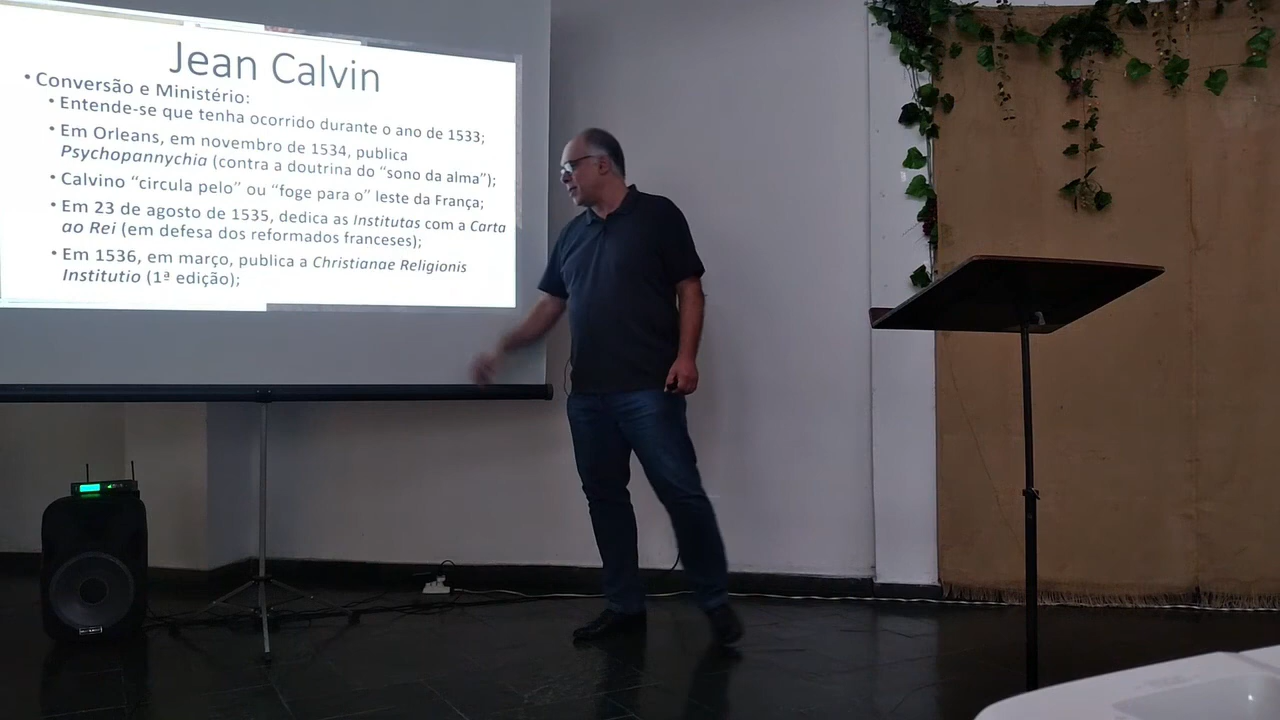 Jean Calvin
• Conversão e Ministério:
• Entende-se que tenha ocorrido durante o ano de 1533;
• Em Orleans, em novembro de 1534, publica
Psychopannychia (contra a doutrina do “sono da alma”);
• Calvino “circula pelo” ou “foge para o” leste da França;
• Em 23 de agosto de 1535, dedica as Institutas com a Carta
ao Rei (em defesa dos reformados franceses);
• Em 1536, em março, publica a Christianae Religionis
Institutio (1ª edição);